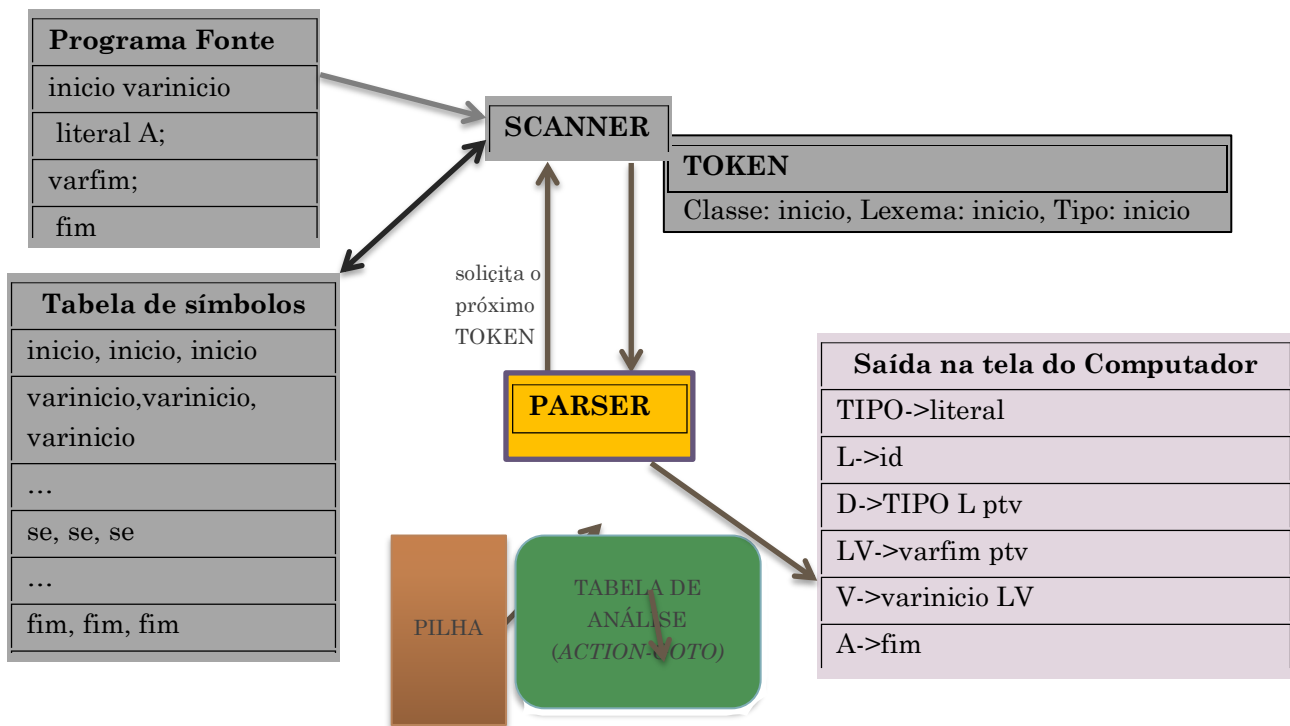 Programa Fonte
inicio varinicio
literal A;
varfim;
fim
SCANNER
TOKEN
Classe: inicio, Lexema: inicio, Tipo: inicio
solicita o
próximo
TOKEN
Tabela de símbolos
inicio, inicio, inicio
varinicio,varinicio,
varinicio
...
se, se, se
...
fim, fim, fim
PARSER
Saída na tela do Computador
TIPO->literal
L->id
D->TIPO L ptv
LV->varfim ptv
V->varinicio LV
A->fim
PILHA
TABELA DE
ANÁLISE
(ACTION-GOTO)